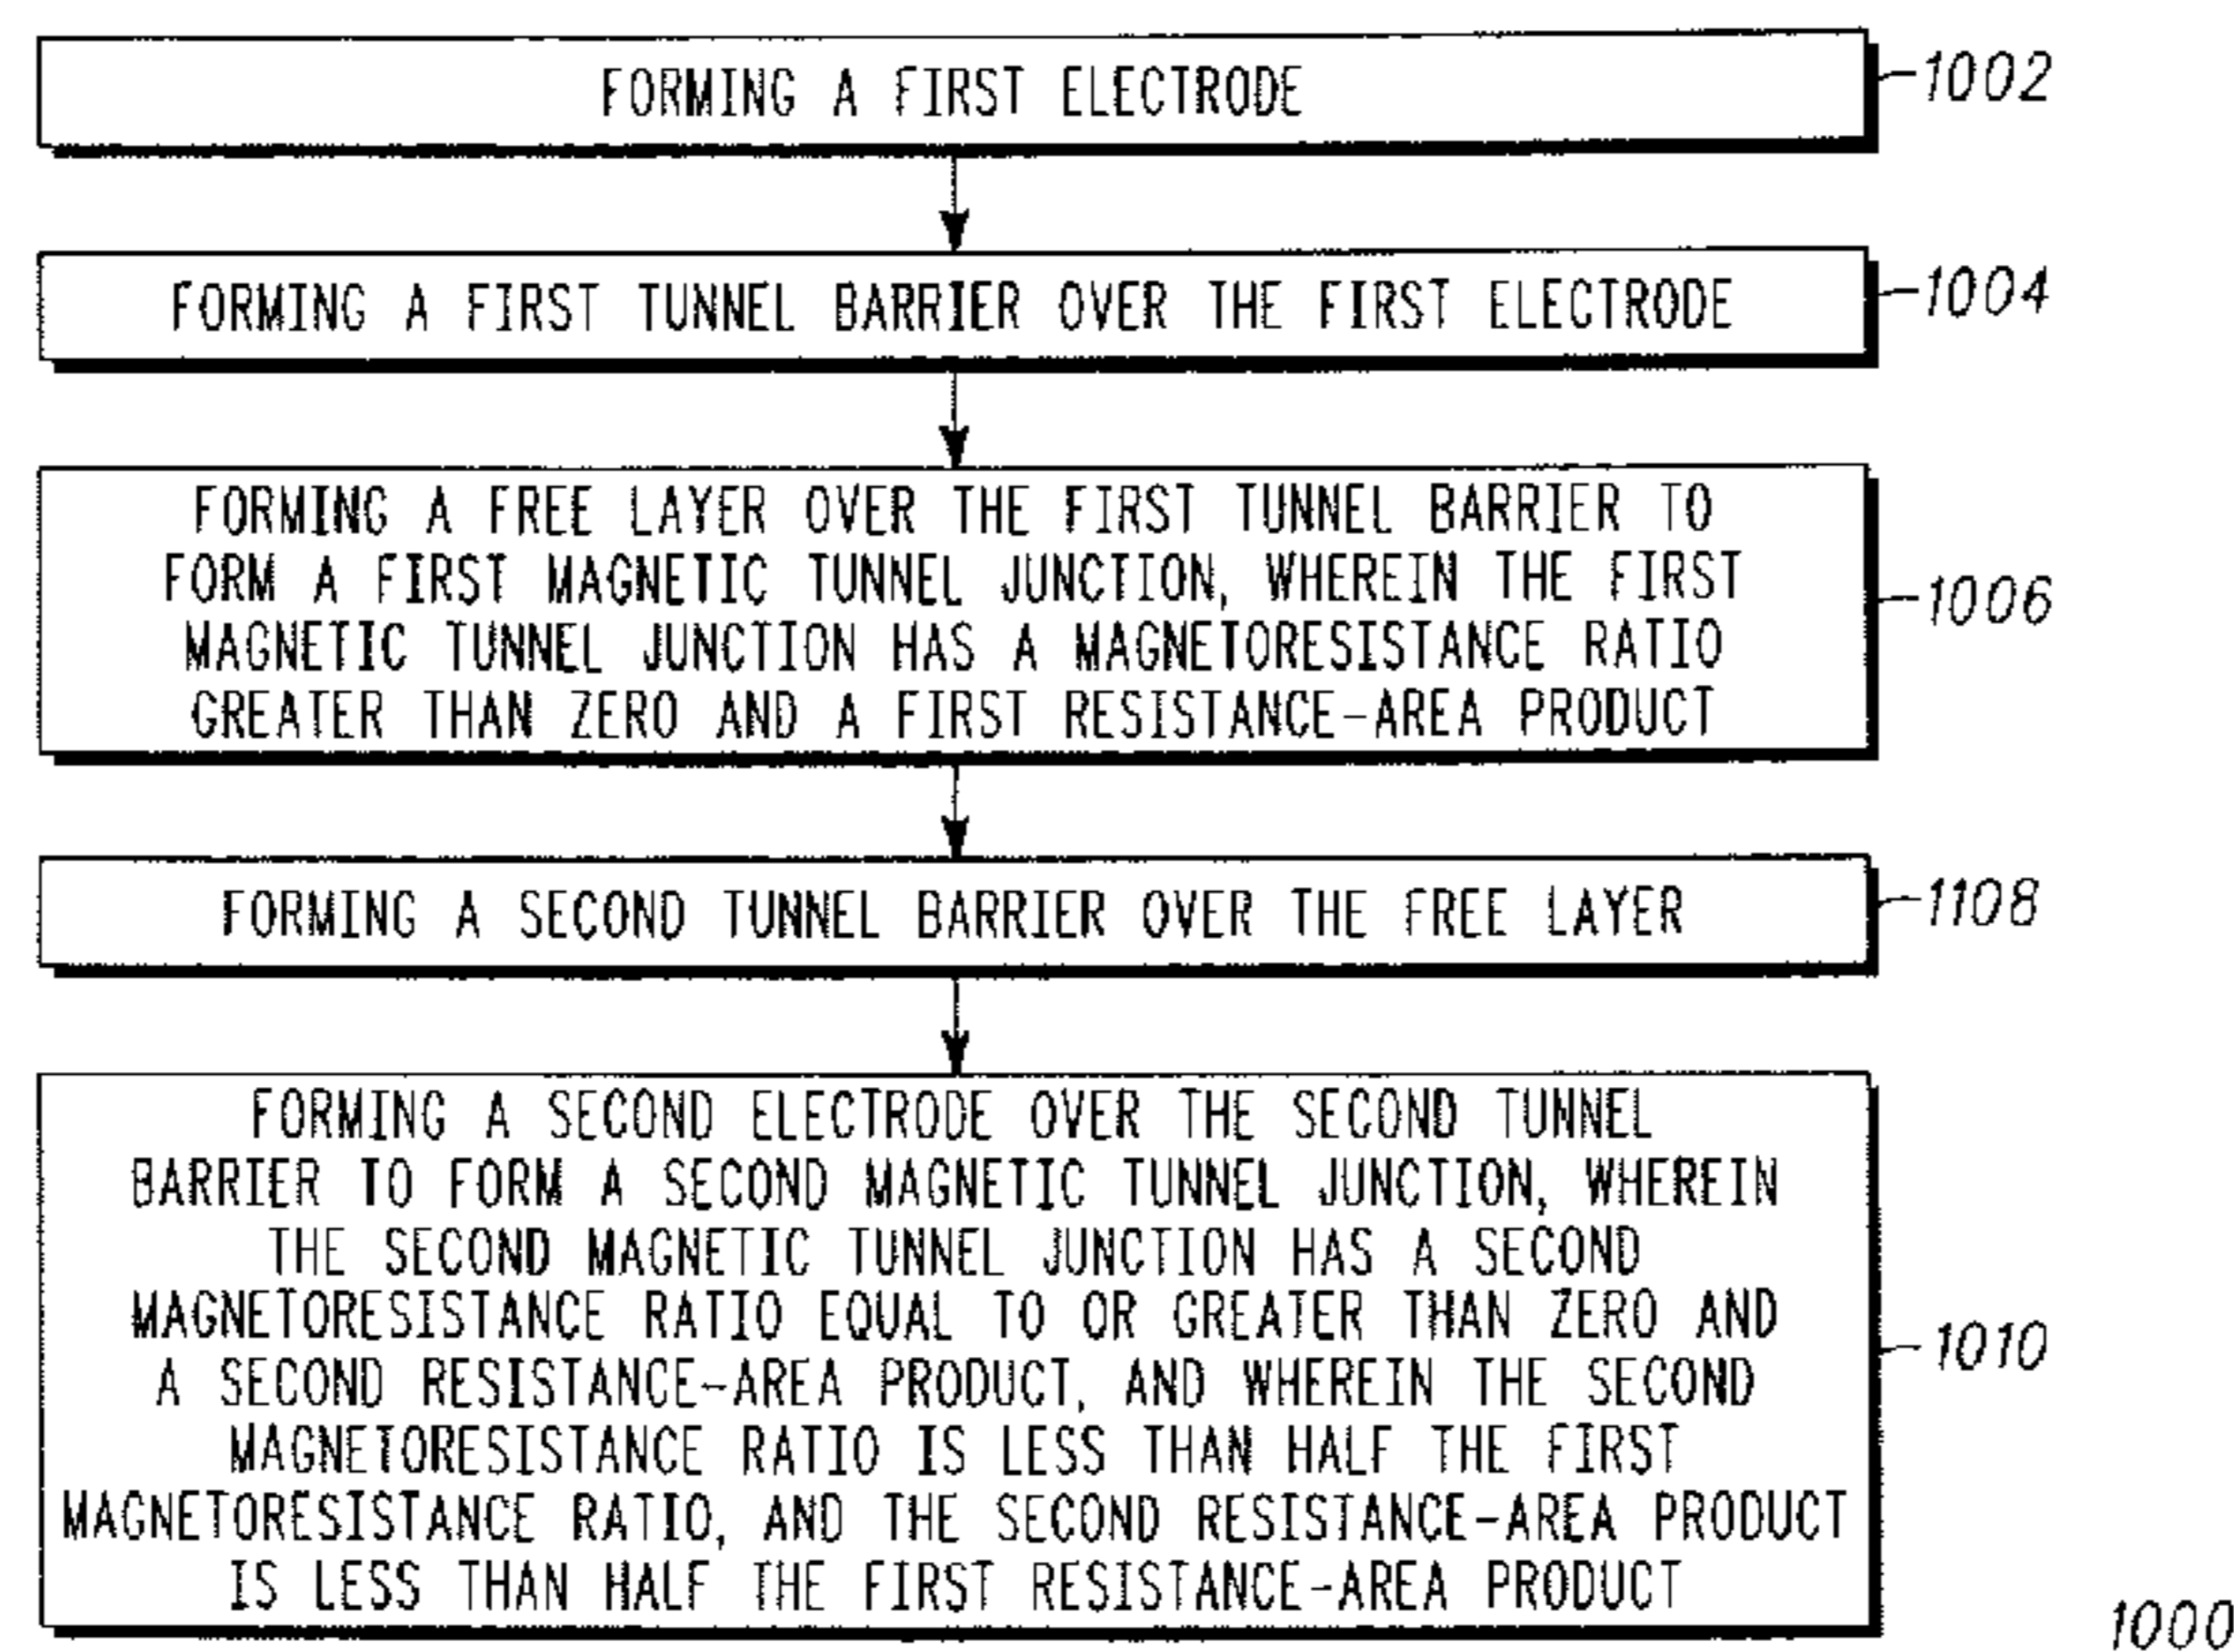 FORMING A FIRST ELECTRODE
1002
FORMING A FIRST TUNNEL BARRIER OVER THE FIRST ELECTRODE
1004
FORMING A FREE LAYER OVER THE FIRST TUNNEL BARRIER TO
FORM A FIRST MAGNETIC TUNNEL JUNCTION, WHEREIN THE FIRST
MAGNETIC TUNNEL JUNCTION HAS A MAGNETORESISTANCE RATIO
GREATER THAN ZERO AND A FIRST RESISTANCE-AREA PRODUCT
1006
FORMING A SECOND TUNNEL BARRIER OVER THE FREE LAYER
1108
FORMING A SECOND ELECTRODE OVER THE SECOND TUNNEL
BARRIER TO FORM A SECOND MAGNETIC TUNNEL JUNCTION, WHEREIN
THE SECOND MAGNETIC TUNNEL JUNCTION HAS A SECOND
MAGNETORESISTANCE RATIO EQUAL TO OR GREATER THAN ZERO AND
A SECOND RESISTANCE-AREA PRODUCT, AND WHEREIN THE SECOND
MAGNETORESISTANCE RATIO IS LESS THAN HALF THE FIRST
MAGNETORESISTANCE RATIO, AND THE SECOND RESISTANCE-AREA PRODUCT
IS LESS THAN HALF THE FIRST RESISTANCE-AREA PRODUCT
1010
1000